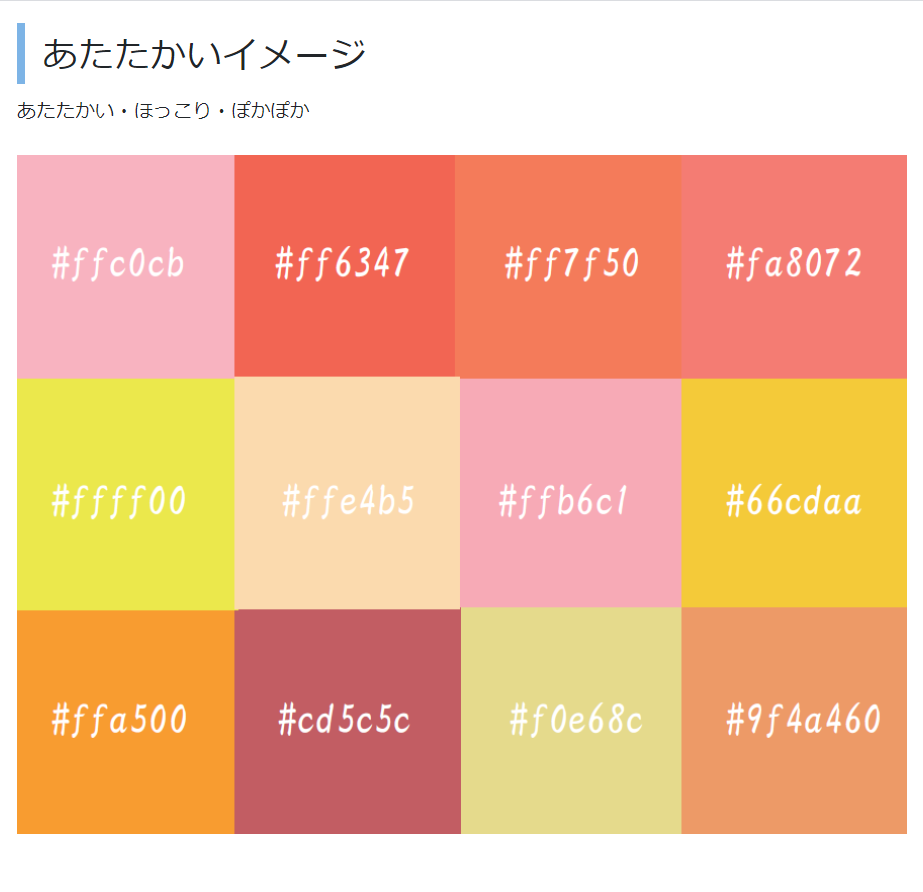 あたたかいイメージ
あたたかい・ほっこり・ぽかぽか
#ffc0cb #ff6347 #ff7f50 #fa8072
#ffff00 #ffe4b5 #ffb6c1 #66cdaa
#ffa500 #cd5c5c #f0e68c #9f4a460